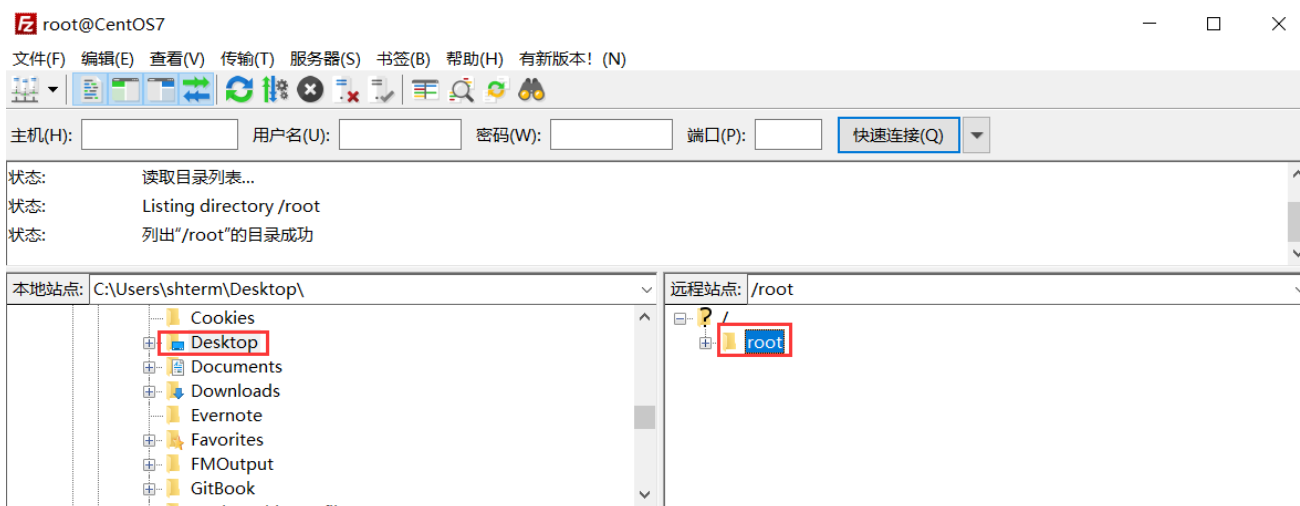 root@CentOS7
文件(F) 编辑(E) 查看(V) 传输(T) 服务器(S) 书签(B) 帮助(H) 有新版本！(N)
主机(H): 用户名(U): 密码(W): 端口(P): 快速连接(Q)
状态: 读取目录列表...
状态: Listing directory /root
状态: 列出“/root”的目录成功
本地站点: C:\Users\shterm\Desktop\ 远程站点: /root
Cookies
/
Desktop
root
Documents
Downloads
Evernote
Favorites
FMOutput
GitBook